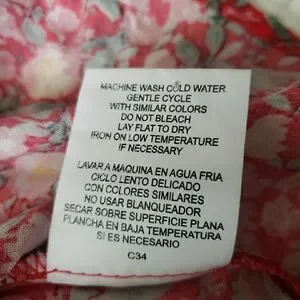 MACHINE WASH COLD WATER
GENTLE CYCLE
WITH SIMILAR COLORS
DO NOT BLEACH
LAY FLAT TO DRY
IRON ON LOW TEMPERATURE
IF NECESSARY
LAVAR A MAQUINA EN AGUA FRIA
CICLO LENTO DELICADO
CON COLORES SIMILARES
NO USAR BLANQUEADOR
SECAR SOBRE SUPERFICIE PLANA
PLANCHA EN BAJA TEMPERATURA
SI ES NECESARIO
C34